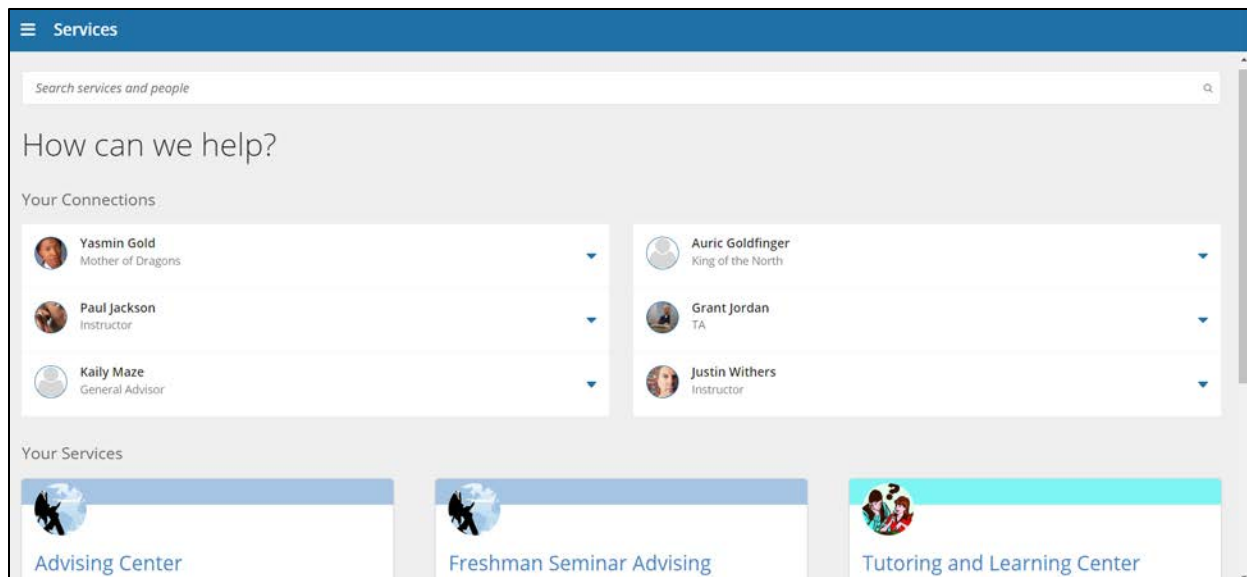 Services
Search services and people
How can we help?
Your Connections
Yasmin Gold
Mother of Dragons
Auric Goldfinger
King of the North
Paul Jackson
Instructor
Grant Jordan
TA
Kaily Maze
General Advisor
Justin Withers
Instructor
Your Services
?
Advising Center
Freshman Seminar Advising
Tutoring and Learning Center